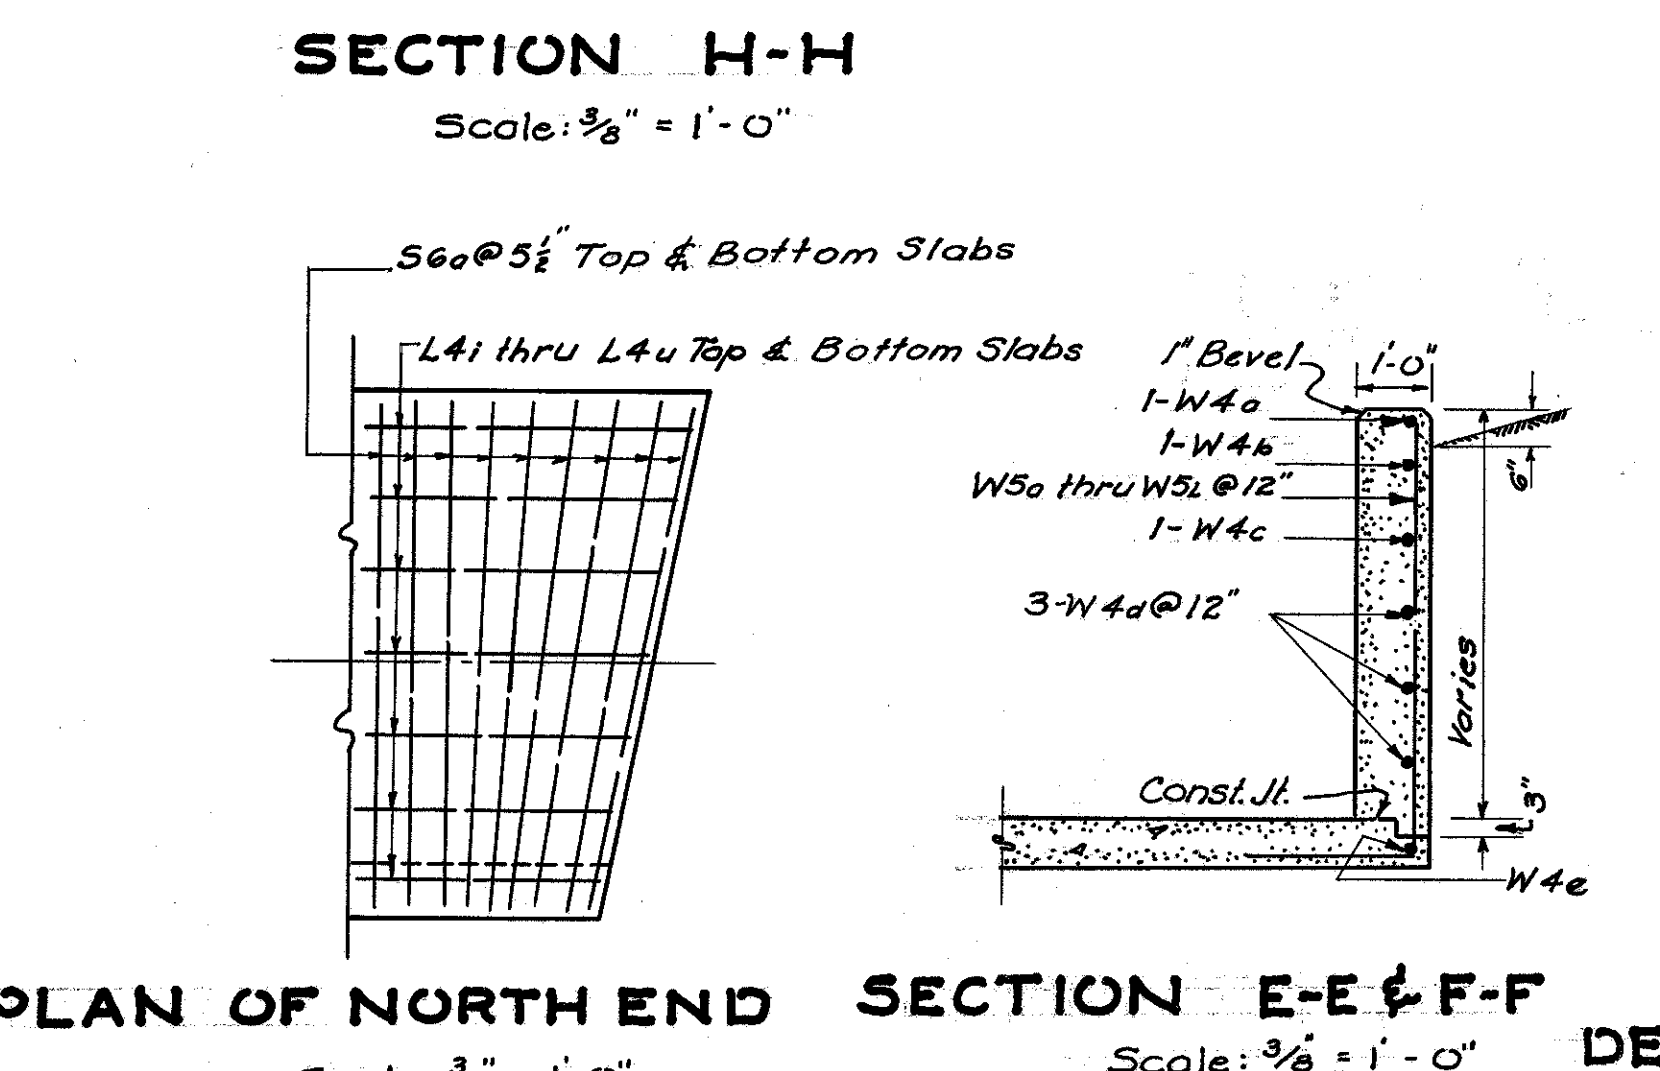 SECTION H-H
Scale: 3/8" = 1'-0"
S6a @ 5 1/2" Top & Bottom Slabs
L4i thru L4u Top & Bottom Slabs
1" Bevel
1'-0"
1-W4a
1-W4b
W5a thru W5L @ 12"
1-W4c
3-W4d @ 12"
6"
Varies
Const. Jt.
3"
W4e
PLAN OF NORTH END
SECTION E-E & F-F
Scale: 3/8" = 1'-0"
DE